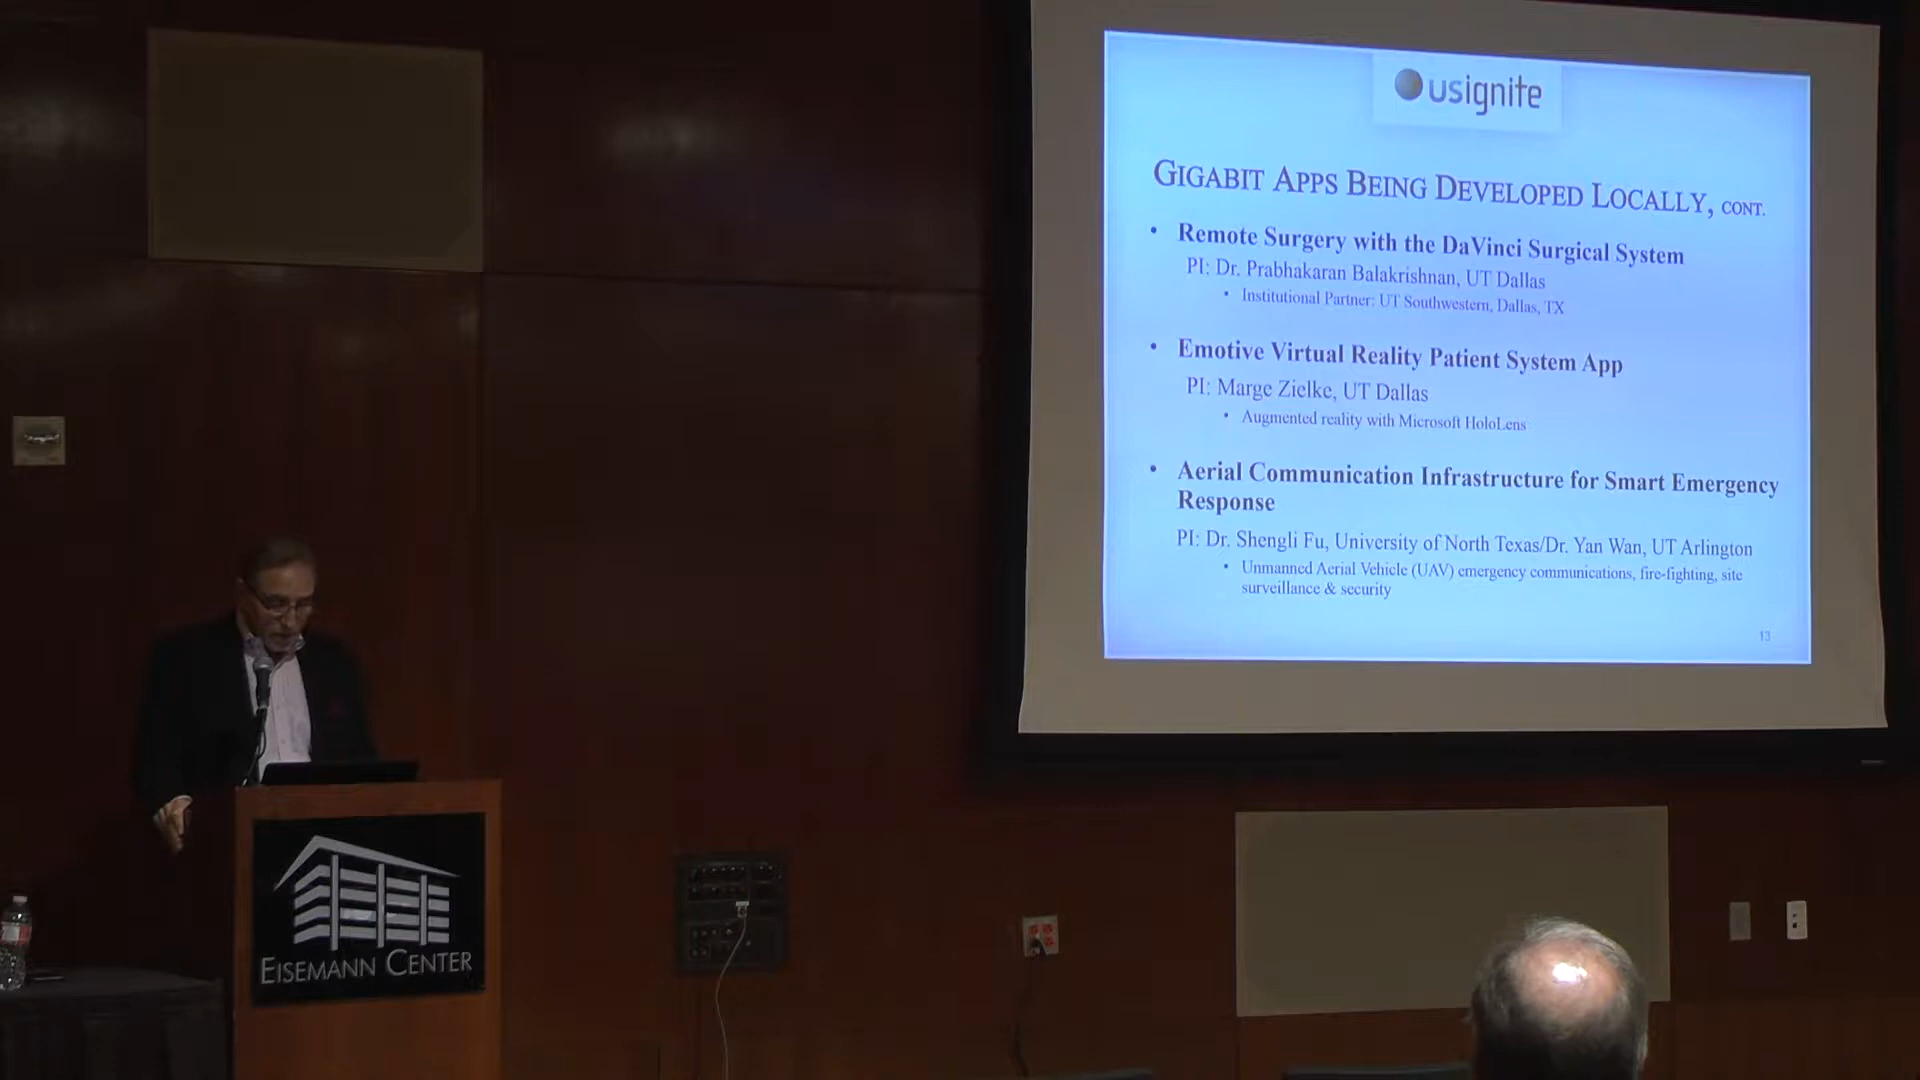 usignite
GIGABIT APPS BEING DEVELOPED LOCALLY, CONT.
• Remote Surgery with the DaVinci Surgical System
PI: Dr. Prabhakaran Balakrishnan, UT Dallas
• Institutional Partner: UT Southwestern, Dallas, TX
• Emotive Virtual Reality Patient System App
PI: Marge Zielke, UT Dallas
• Augmented reality with Microsoft HoloLens
• Aerial Communication Infrastructure for Smart Emergency
Response
PI: Dr. Shengli Fu, University of North Texas/Dr. Yan Wan, UT Arlington
• Unmanned Aerial Vehicle (UAV) emergency communications, fire-fighting, site
surveillance & security
13
EISEMANN CENTER